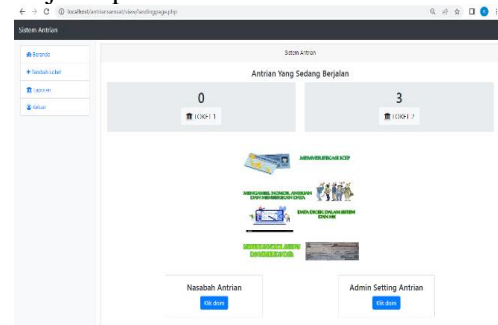 localhost/antriansamsat/view/landingpage.php
Sistem Antrian
Beranda
Tambah Loket
Laporan
Keluar
Sistem Antrian
Antrian Yang Sedang Berjalan
0
LOKET 1
3
LOKET 2
MENGAMBIL NOMOR ANTRIAN
DAN MEMBERIKAN DATA
DATA DICEK DALAM SISTEM
Nasabah Antrian
Klik disini
Admin Setting Antrian
Klik disini